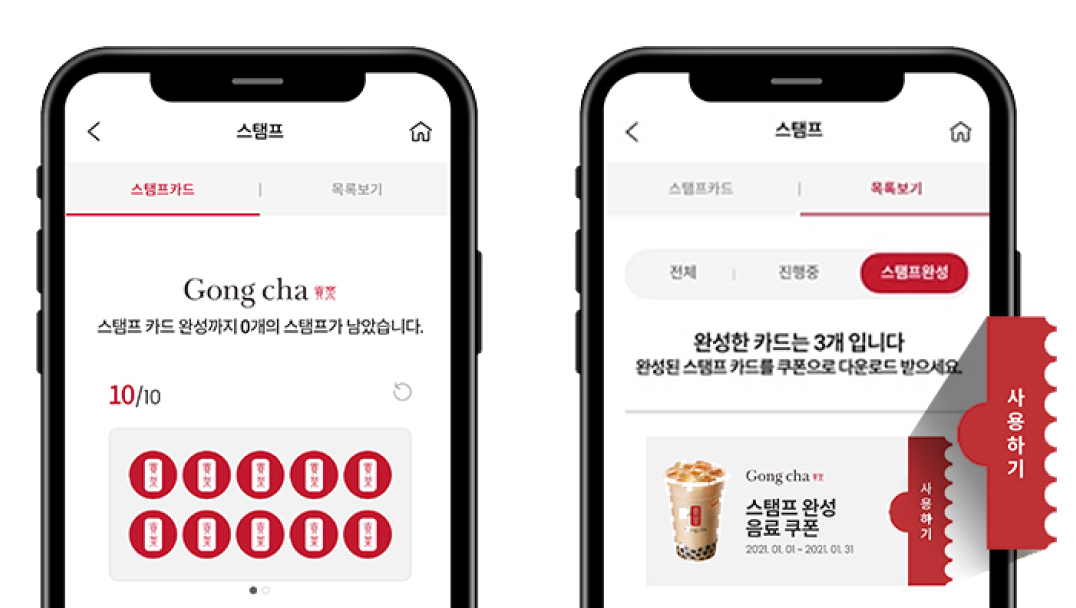 스탬프
스탬프카드 | 목록보기
Gong cha 貢茶
스탬프 카드 완성까지 0개의 스탬프가 남았습니다.
10/10
스탬프
스탬프카드 | 목록보기
전체 | 진행중 스탬프완성
완성한 카드는 3개 입니다
완성된 스탬프 카드를 쿠폰으로 다운로드 받으세요.
Gong cha 貢茶
스탬프 완성
음료 쿠폰
2021. 01. 01 ~ 2021. 01. 31
사용하기
사용하기